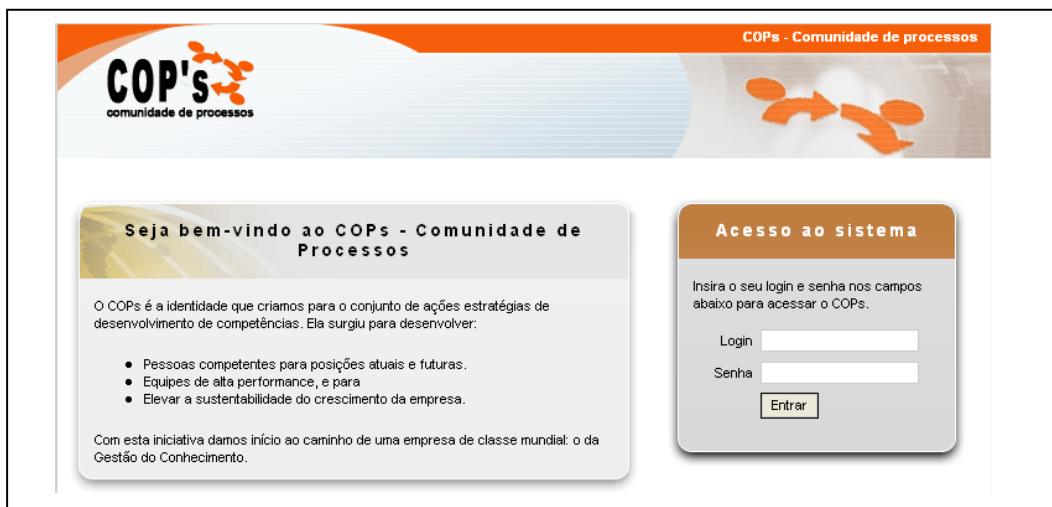 COPs - Comunidade de processos
COP's
comunidade de processos
Seja bem-vindo ao COPs - Comunidade de
Processos
O COPs é a identidade que criamos para o conjunto de ações estratégias de
desenvolvimento de competências. Ela surgiu para desenvolver:
● Pessoas competentes para posições atuais e futuras.
● Equipes de alta performance, e para
● Elevar a sustentabilidade do crescimento da empresa.
Com esta iniciativa damos início ao caminho de uma empresa de classe mundial: o da
Gestão do Conhecimento.
Acesso ao sistema
Insira o seu login e senha nos campos
abaixo para acessar o COPs.
Login
Senha
Entrar